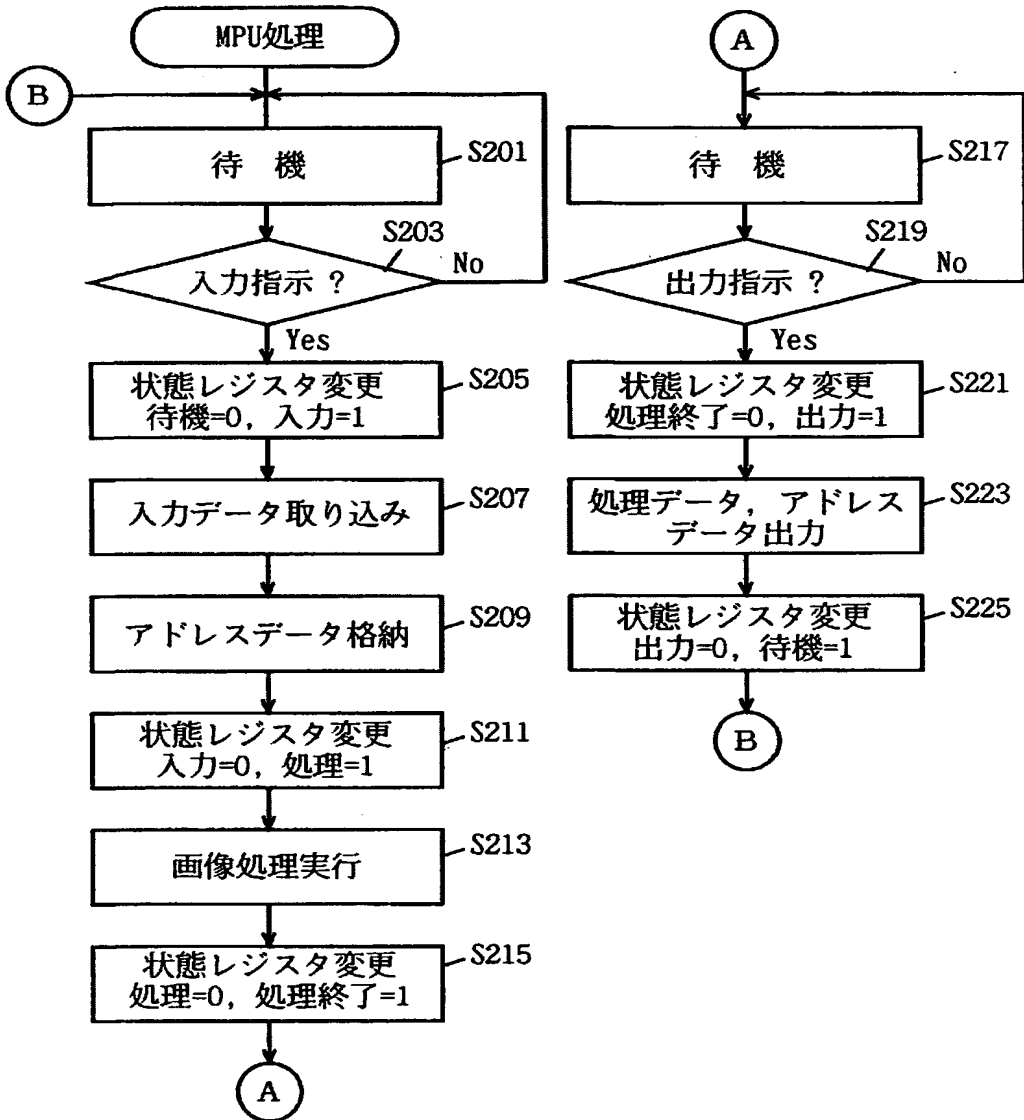 MPU処理
B
待 機
S201
S203
入力指示 ?
No
Yes
状態レジスタ変更
待機=0, 入力=1
S205
入力データ取り込み
S207
アドレスデータ格納
S209
状態レジスタ変更
入力=0, 処理=1
S211
画像処理実行
S213
状態レジスタ変更
処理=0, 処理終了=1
S215
A
A
待 機
S217
S219
出力指示 ?
No
Yes
状態レジスタ変更
処理終了=0, 出力=1
S221
処理データ, アドレス
データ出力
S223
状態レジスタ変更
出力=0, 待機=1
S225
B